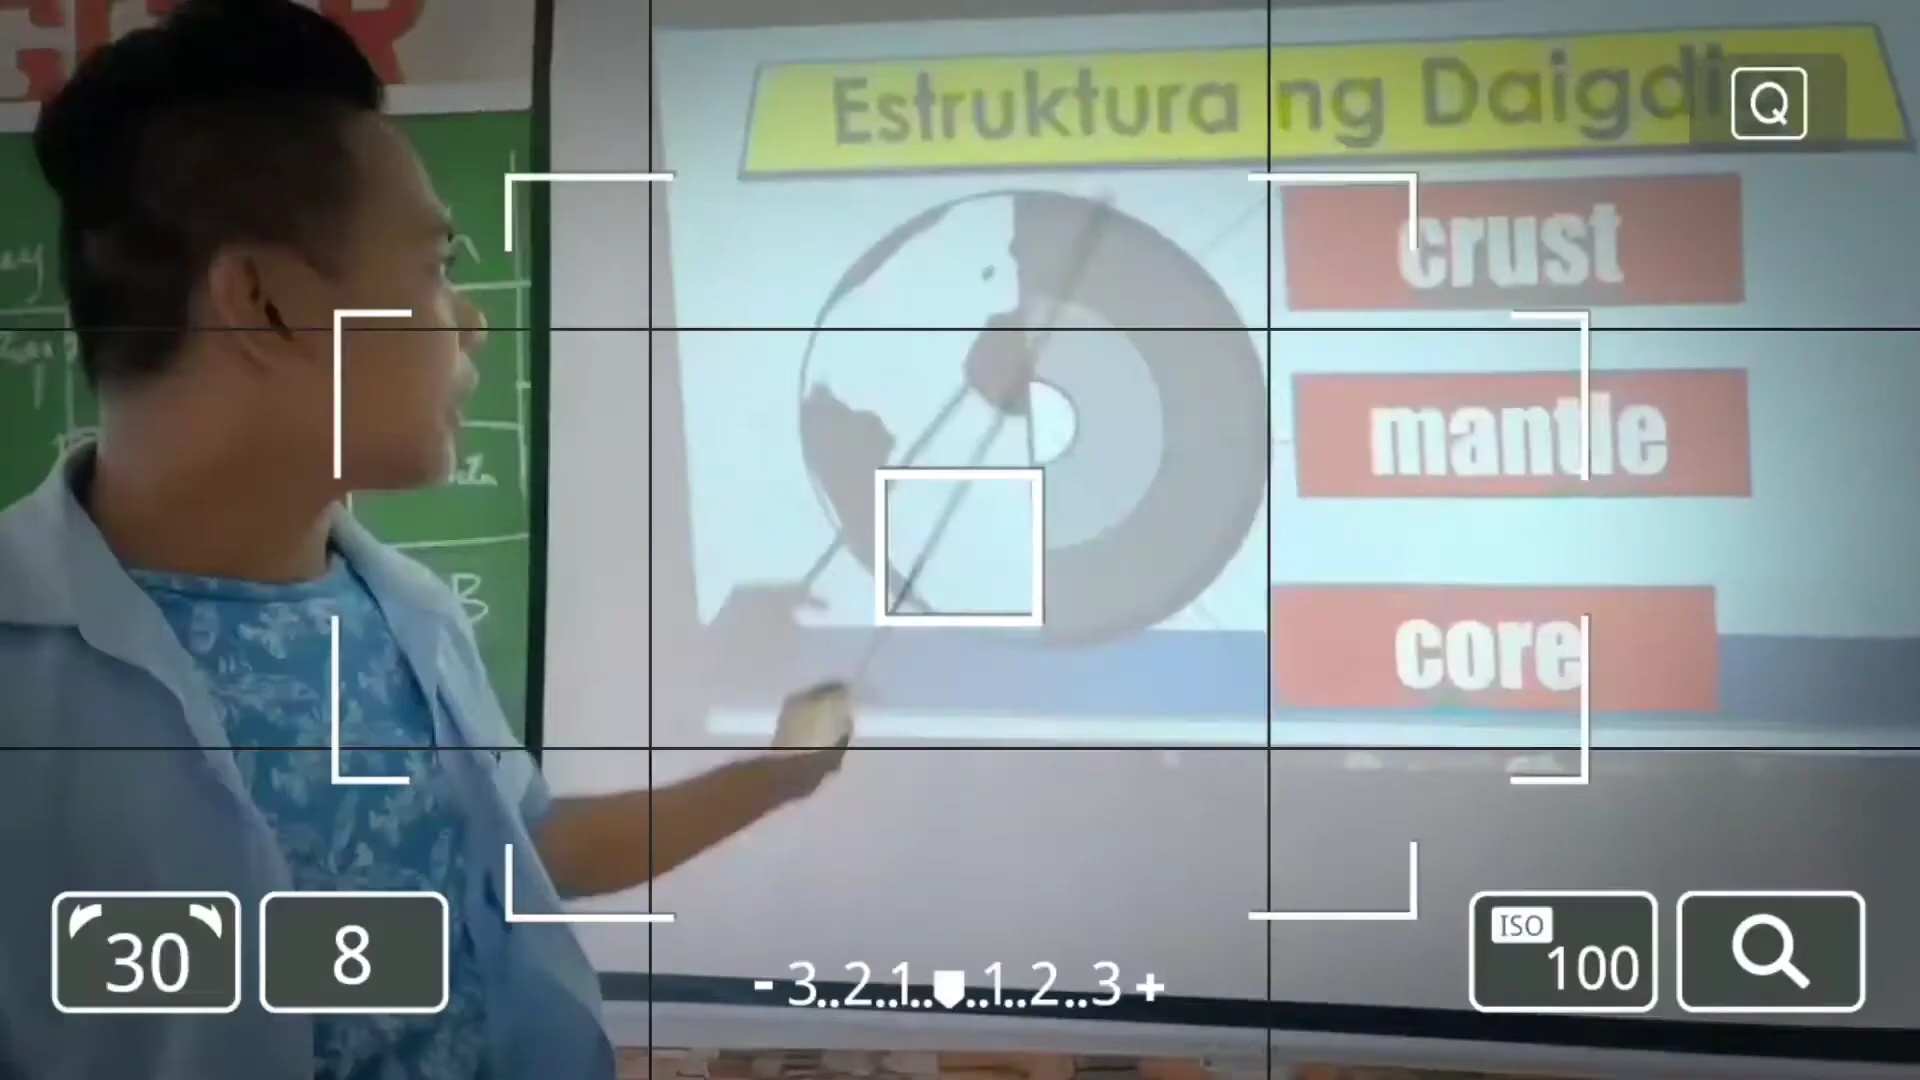 Estruktura ng Daigdi
Q
crust
mantle
core
B
30
8
- 3..2..1..1..2..3 +
ISO
100